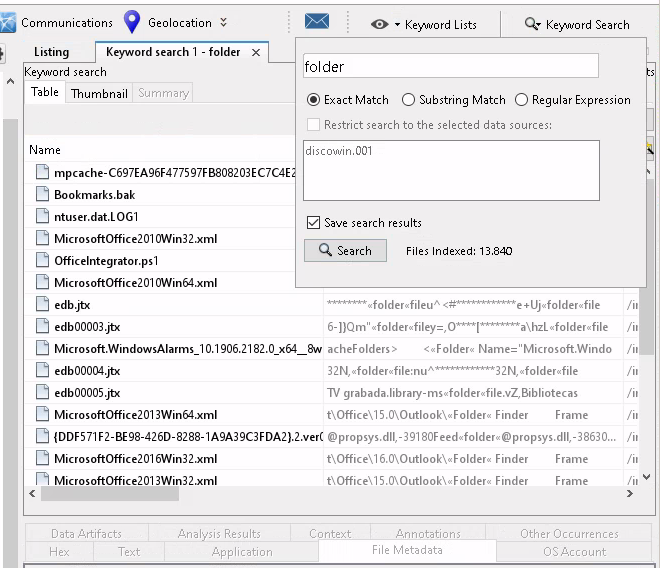 Communications Geolocation Keyword Lists Keyword Search
Listing Keyword search 1 - folder
Keyword search
Table Thumbnail Summary
folder
Exact Match Substring Match Regular Expression
Restrict search to the selected data sources:
discowin.001
Save search results
Search Files Indexed: 13.840
Name
mpcache-C697EA96F477597FB808203EC7C4E2
Bookmarks.bak
ntuser.dat.LOG1
MicrosoftOffice2010Win32.xml
OfficeIntegrator.ps1
MicrosoftOffice2010Win64.xml
edb.jtx ********«folder«fileu^<#************e+Uj«folder«file /i
edb00003.jtx 6-]}Qm"«folder«filey=,O****[********a\hzL«folder«file /i
Microsoft.WindowsAlarms_10.1906.2182.0_x64__8w acheFolders> <«Folder« Name="Microsoft.Windo /i
edb00004.jtx 32N,«folder«file:nu^************32N,«folder«file /i
edb00005.jtx TV grabada.library-ms«folder«file.vZ,Bibliotecas /i
MicrosoftOffice2013Win64.xml t\Office\15.0\Outlook\«Folder« Finder Frame /i
{DDF571F2-BE98-426D-8288-1A9A39C3FDA2}.2.ver0 @propsys.dll,-39180Feed«folder«@propsys.dll,-38630... /i
MicrosoftOffice2016Win32.xml t\Office\16.0\Outlook\«Folder« Finder Frame /i
MicrosoftOffice2013Win32.xml t\Office\15.0\Outlook\«Folder« Finder Frame /i
Data Artifacts Analysis Results Context Annotations Other Occurrences
Hex Text Application File Metadata OS Account